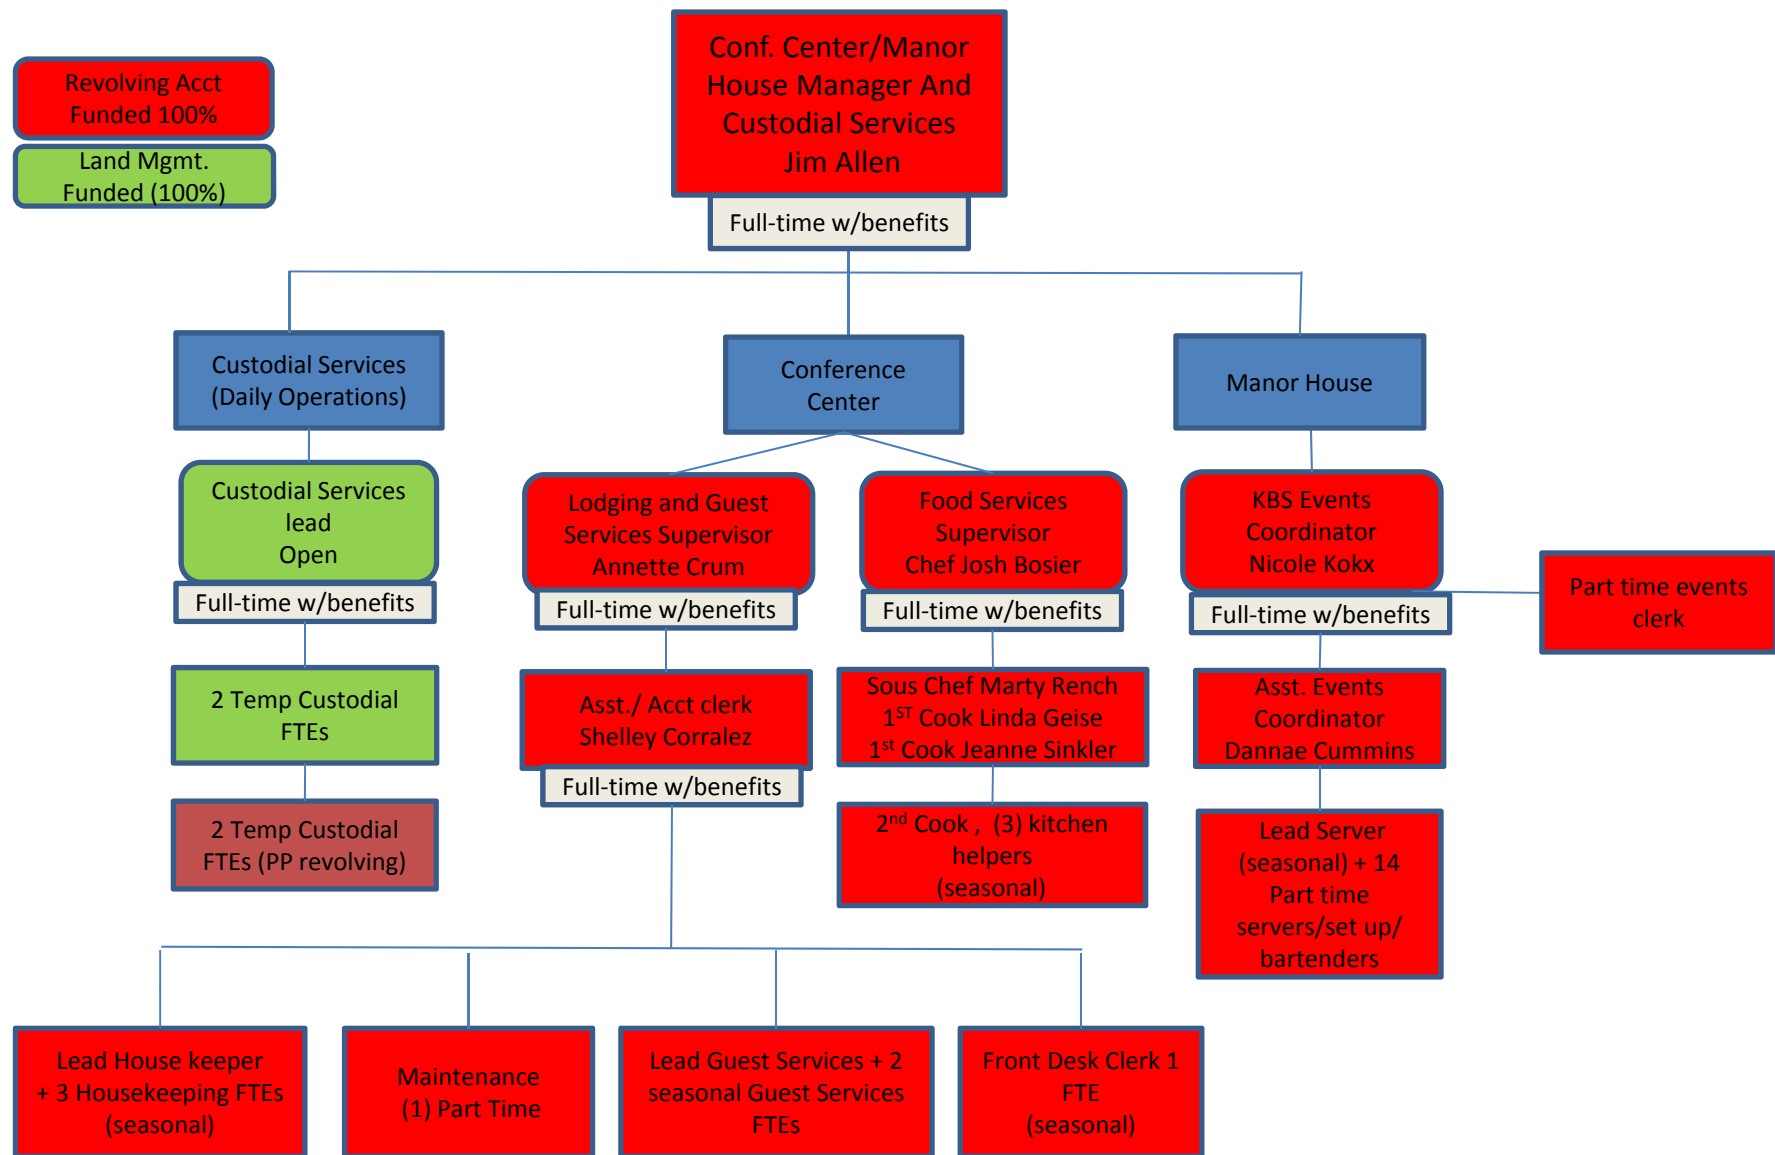 Conf. Center/Manor
House Manager And
Custodial Services
Jim Allen
Full-time w/benefits
Revolving Acct
Funded 100%
Land Mgmt.
Funded (100%)
Custodial Services
(Daily Operations)
Conference
Center
Manor House
Custodial Services
lead
Open
Full-time w/benefits
Lodging and Guest
Services Supervisor
Annette Crum
Full-time w/benefits
Food Services
Supervisor
Chef Josh Bosier
Full-time w/benefits
KBS Events
Coordinator
Nicole Kokx
Full-time w/benefits
Part time events
clerk
2 Temp Custodial
FTEs
Asst./ Acct clerk
Shelley Corralez
Full-time w/benefits
Sous Chef Marty Rench
1ST Cook Linda Geise
1st Cook Jeanne Sinkler
Asst. Events
Coordinator
Dannae Cummins
2 Temp Custodial
FTEs (PP revolving)
2nd Cook , (3) kitchen
helpers
(seasonal)
Lead Server
(seasonal) + 14
Part time
servers/set up/
bartenders
Lead House keeper
+ 3 Housekeeping FTEs
(seasonal)
Maintenance
(1) Part Time
Lead Guest Services + 2
seasonal Guest Services
FTEs
Front Desk Clerk 1
FTE
(seasonal)